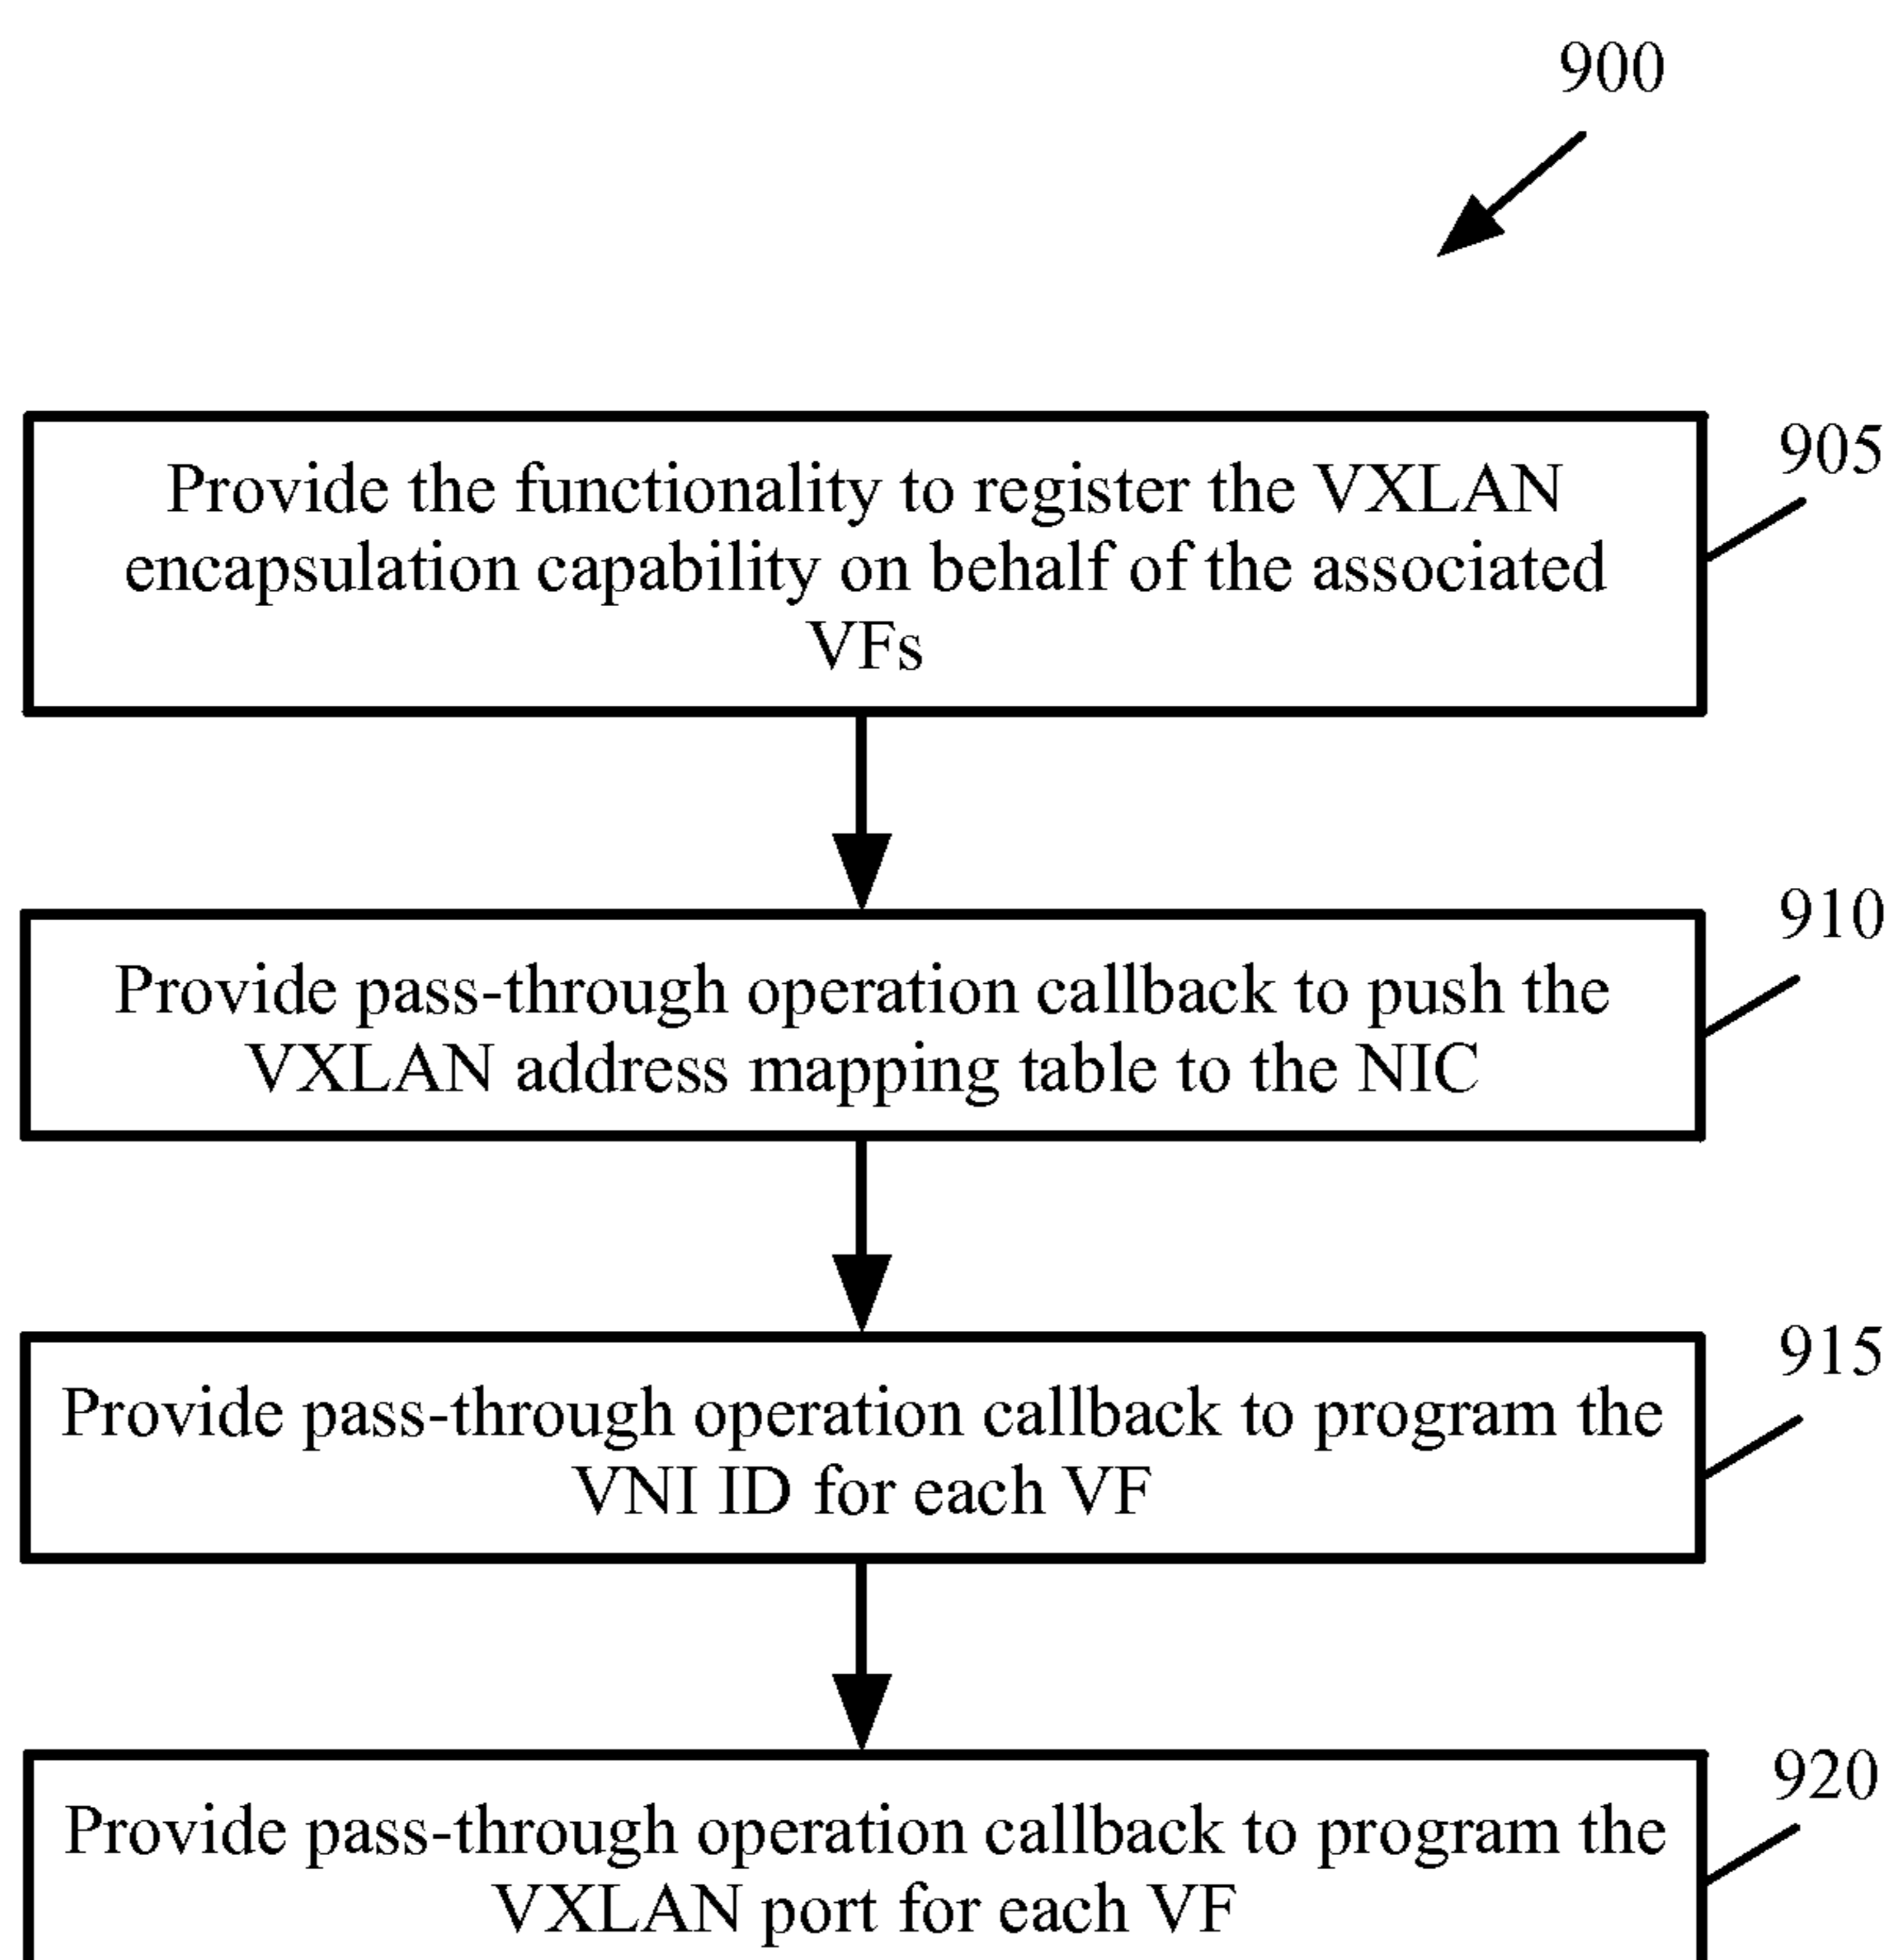 900
905
Provide the functionality to register the VXLAN
encapsulation capability on behalf of the associated
VFs
910
Provide pass-through operation callback to push the
VXLAN address mapping table to the NIC
915
Provide pass-through operation callback to program the
VNI ID for each VF
920
Provide pass-through operation callback to program the
VXLAN port for each VF